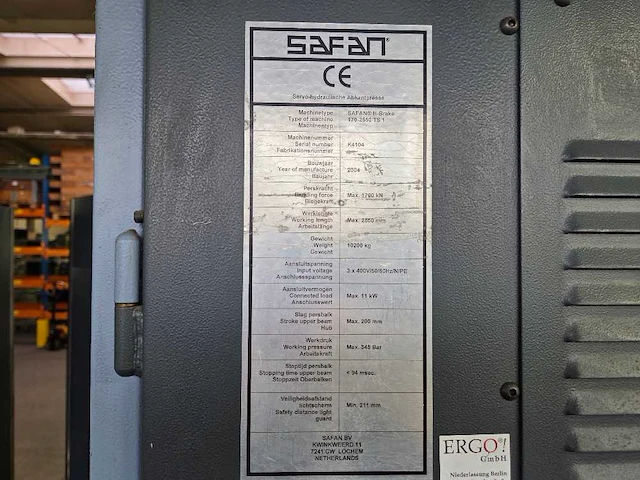 SAFAN®
CE
Servo-hydraulische Abkantpresse
Machinetype
Type of machine
Machinentyp
SAFANS H-Brake
170-2550 TS 1
Machinenummer
Serial number
Fabrikationsnummer
K4104
Bouwjaar
Year of manufacture
Baujahr
2004
Perskracht
Bending force
Biegekraft
Max. 1700 kN
Werklengte
Working length
Arbeitslänge
Max. 2550 mm
Gewicht
Weight
Gewicht
10200 kg
Aansluitspanning
Input voltage
Anschlussspannung
3 x 400V/50/60Hz/N/PE
Aansluitvermogen
Connected load
Anschlusswert
Max. 11 kW
Slag persbalk
Stroke upper beam
Hub
Max. 200 mm
Werkdruk
Working pressure
Arbeitskraft
Max. 345 Bar
Stoptijd persbalk
Stopping time upper beam
Stoppzeit Oberbalken
< 94 msec.
Veiligheidsafstand
lichtscherm
Safety distance light
guard
Min. 211 mm
SAFAN BV
KWINKWEERD 11
7241 CW LOCHEM
NETHERLANDS
ERGO!
GmbH
Niederlassung Berlin